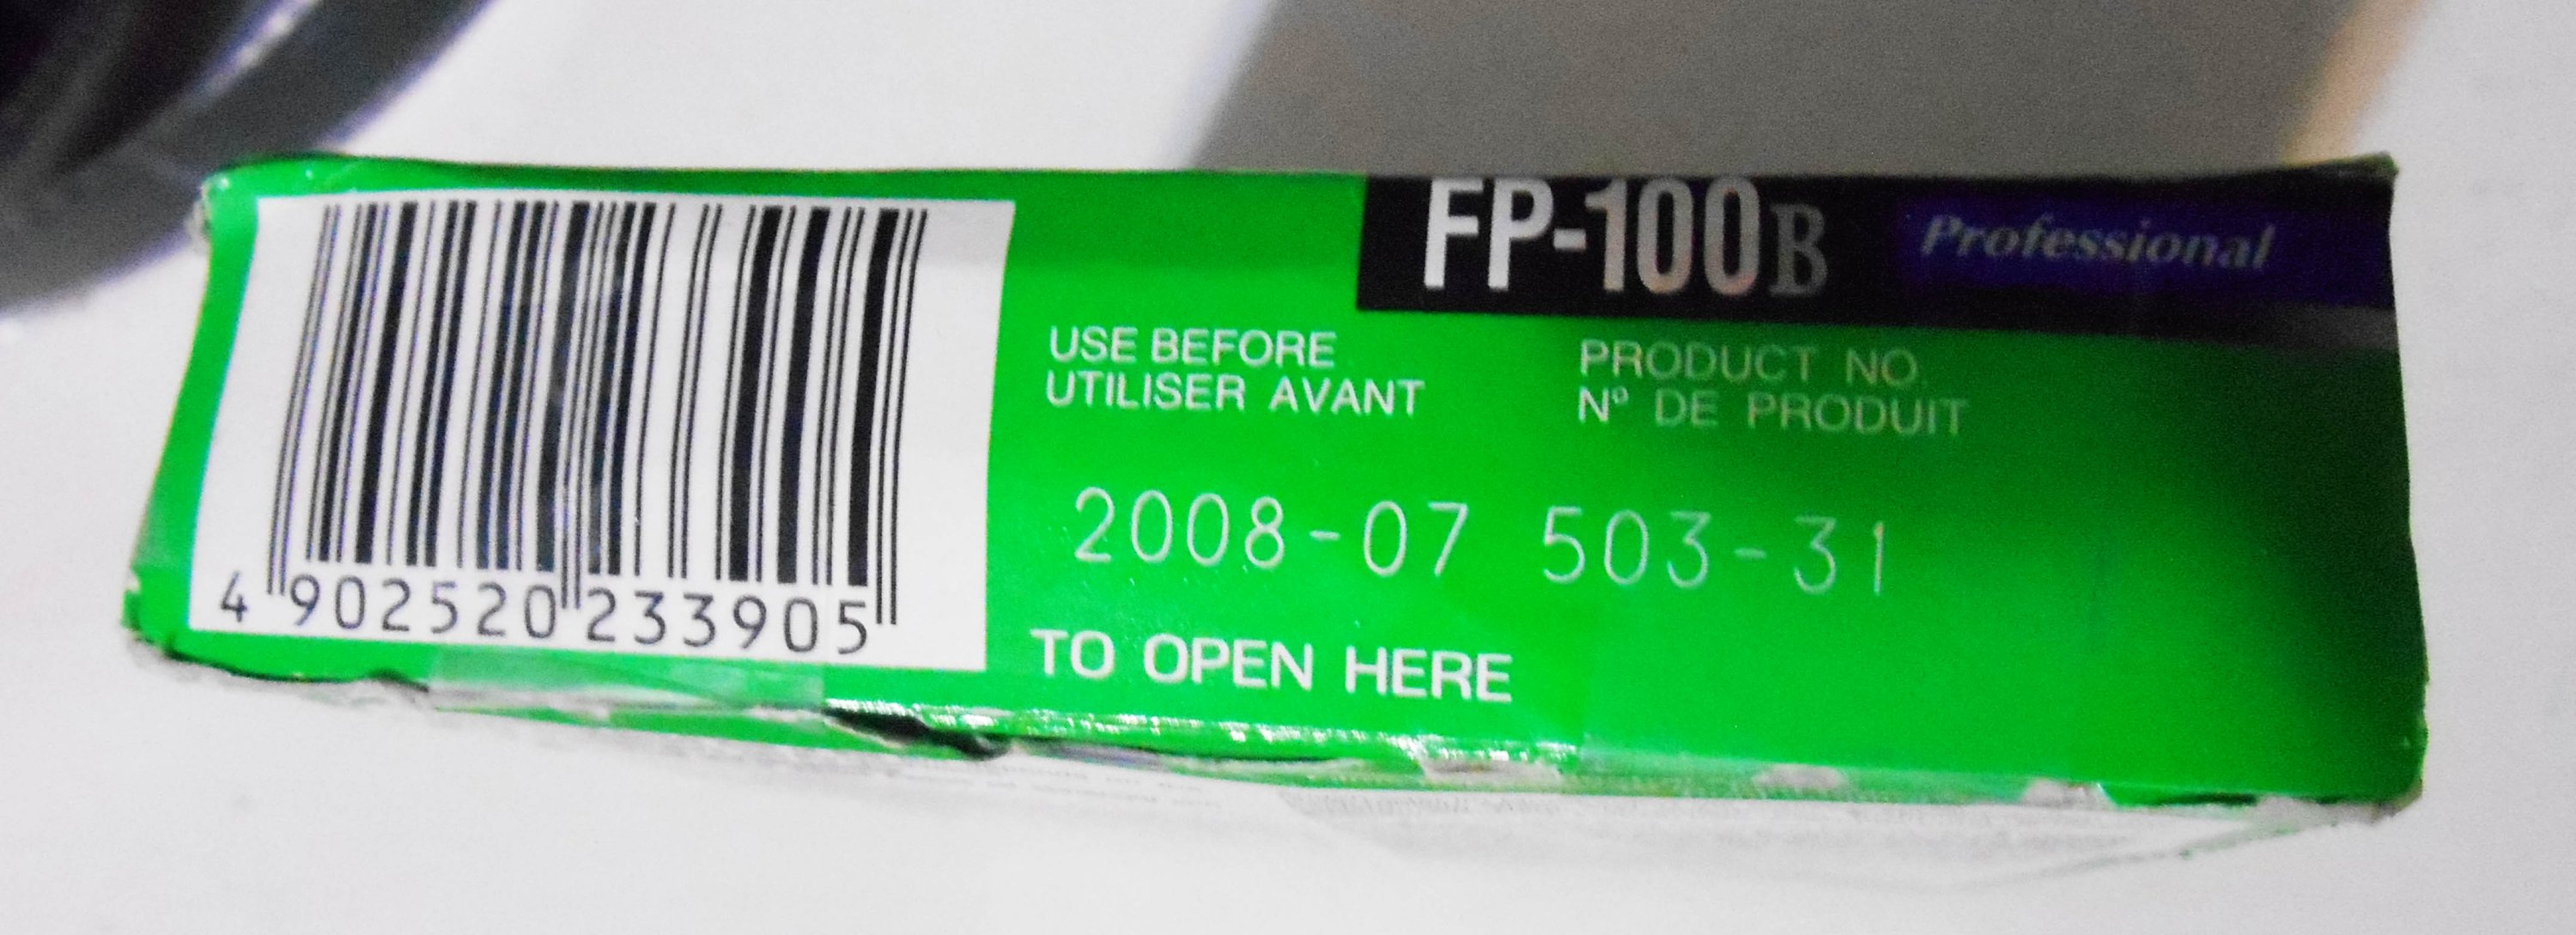 FP-100B Professional
USE BEFORE
UTILISER AVANT
PRODUCT NO.
Nº DE PRODUIT
2008-07 503-31
TO OPEN HERE
4 902520 233905